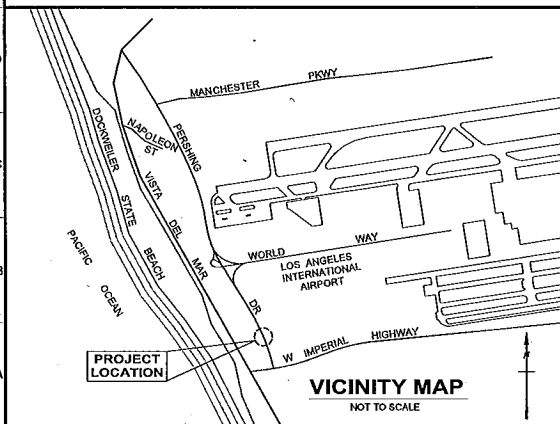 MANCHESTER PKWY
NAPOLEON
ST
PERSHING
DR
DOCKWEILER
STATE
BEACH
VISTA
DEL
MAR
PACIFIC
OCEAN
WORLD WAY
LOS ANGELES
INTERNATIONAL
AIRPORT
W IMPERIAL HIGHWAY
PROJECT
LOCATION
VICINITY MAP
NOT TO SCALE
B
A